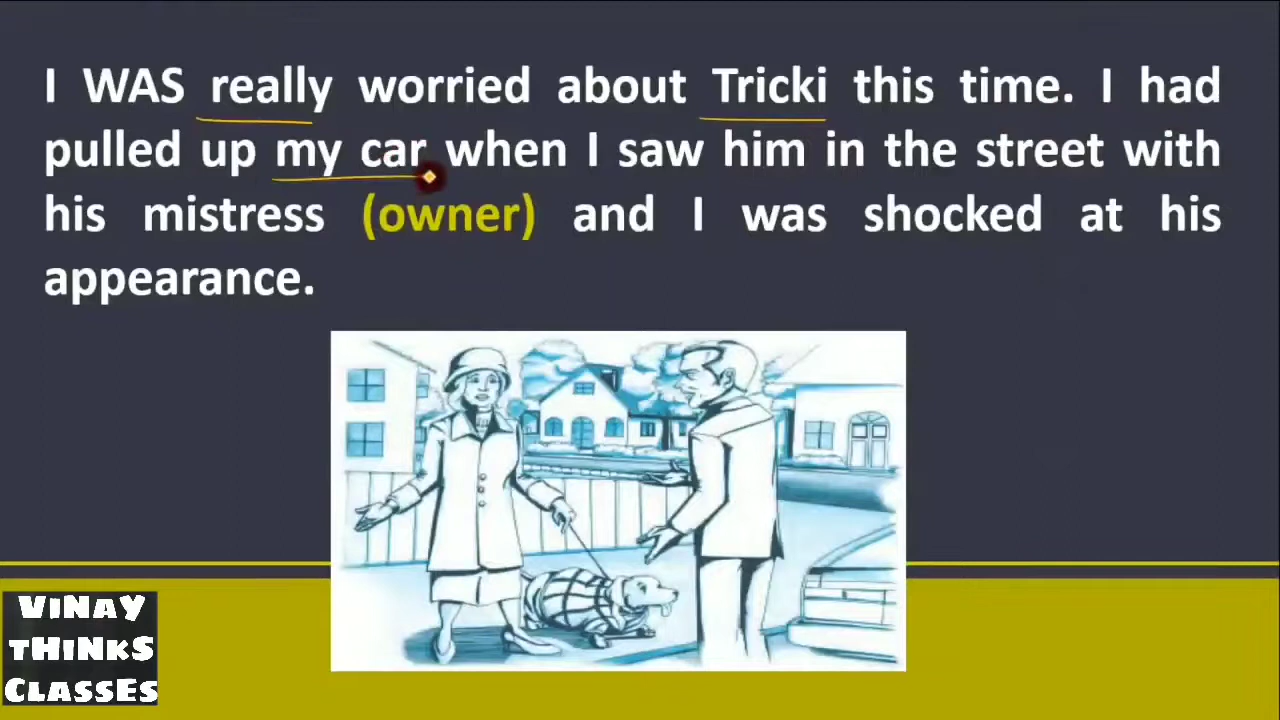 I WAS really worried about Tricki this time. I had
pulled up my car when I saw him in the street with
his mistress (owner) and I was shocked at his
appearance.
ViNAY
THiNKS
CLASSES